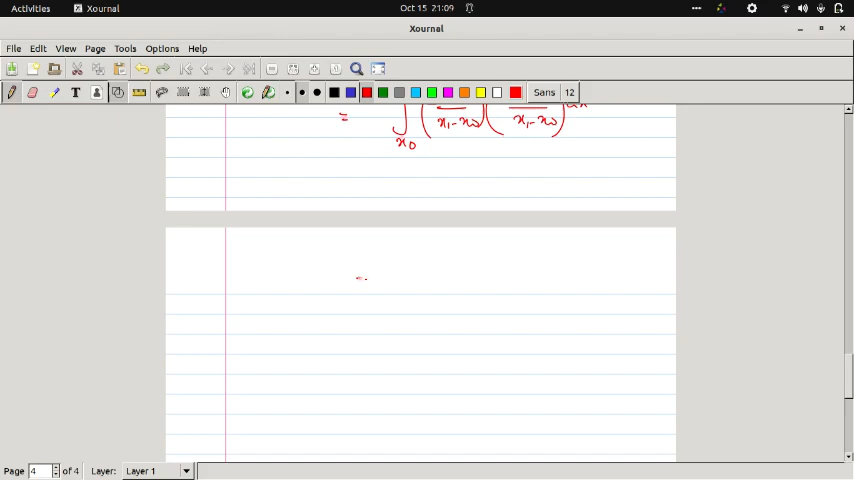 Activities Xournal Oct 15 21:09
Xournal
File Edit View Page Tools Options Help
Sans 12
= ∫ x0 ( x1-x0 ) ( x1-x0 )
=
Page 4 of 4 Layer: Layer 1